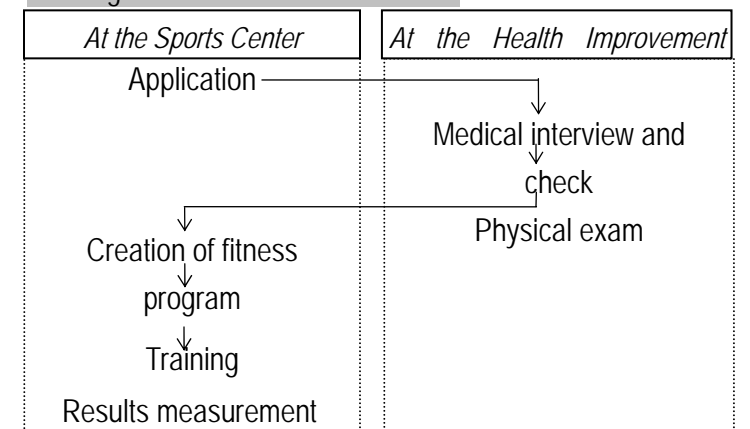 At the Sports Center
At the Health Improvement
Application
Medical interview and
check
Physical exam
Creation of fitness
program
Training
Results measurement